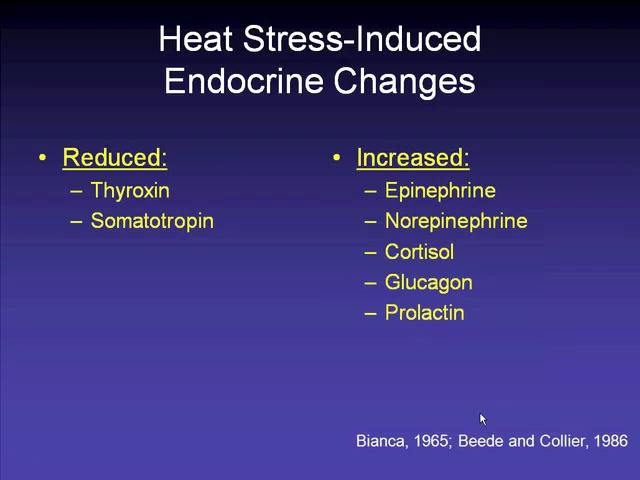 Heat Stress-Induced
Endocrine Changes
• Reduced:
– Thyroxin
– Somatotropin
• Increased:
– Epinephrine
– Norepinephrine
– Cortisol
– Glucagon
– Prolactin
Bianca, 1965; Beede and Collier, 1986